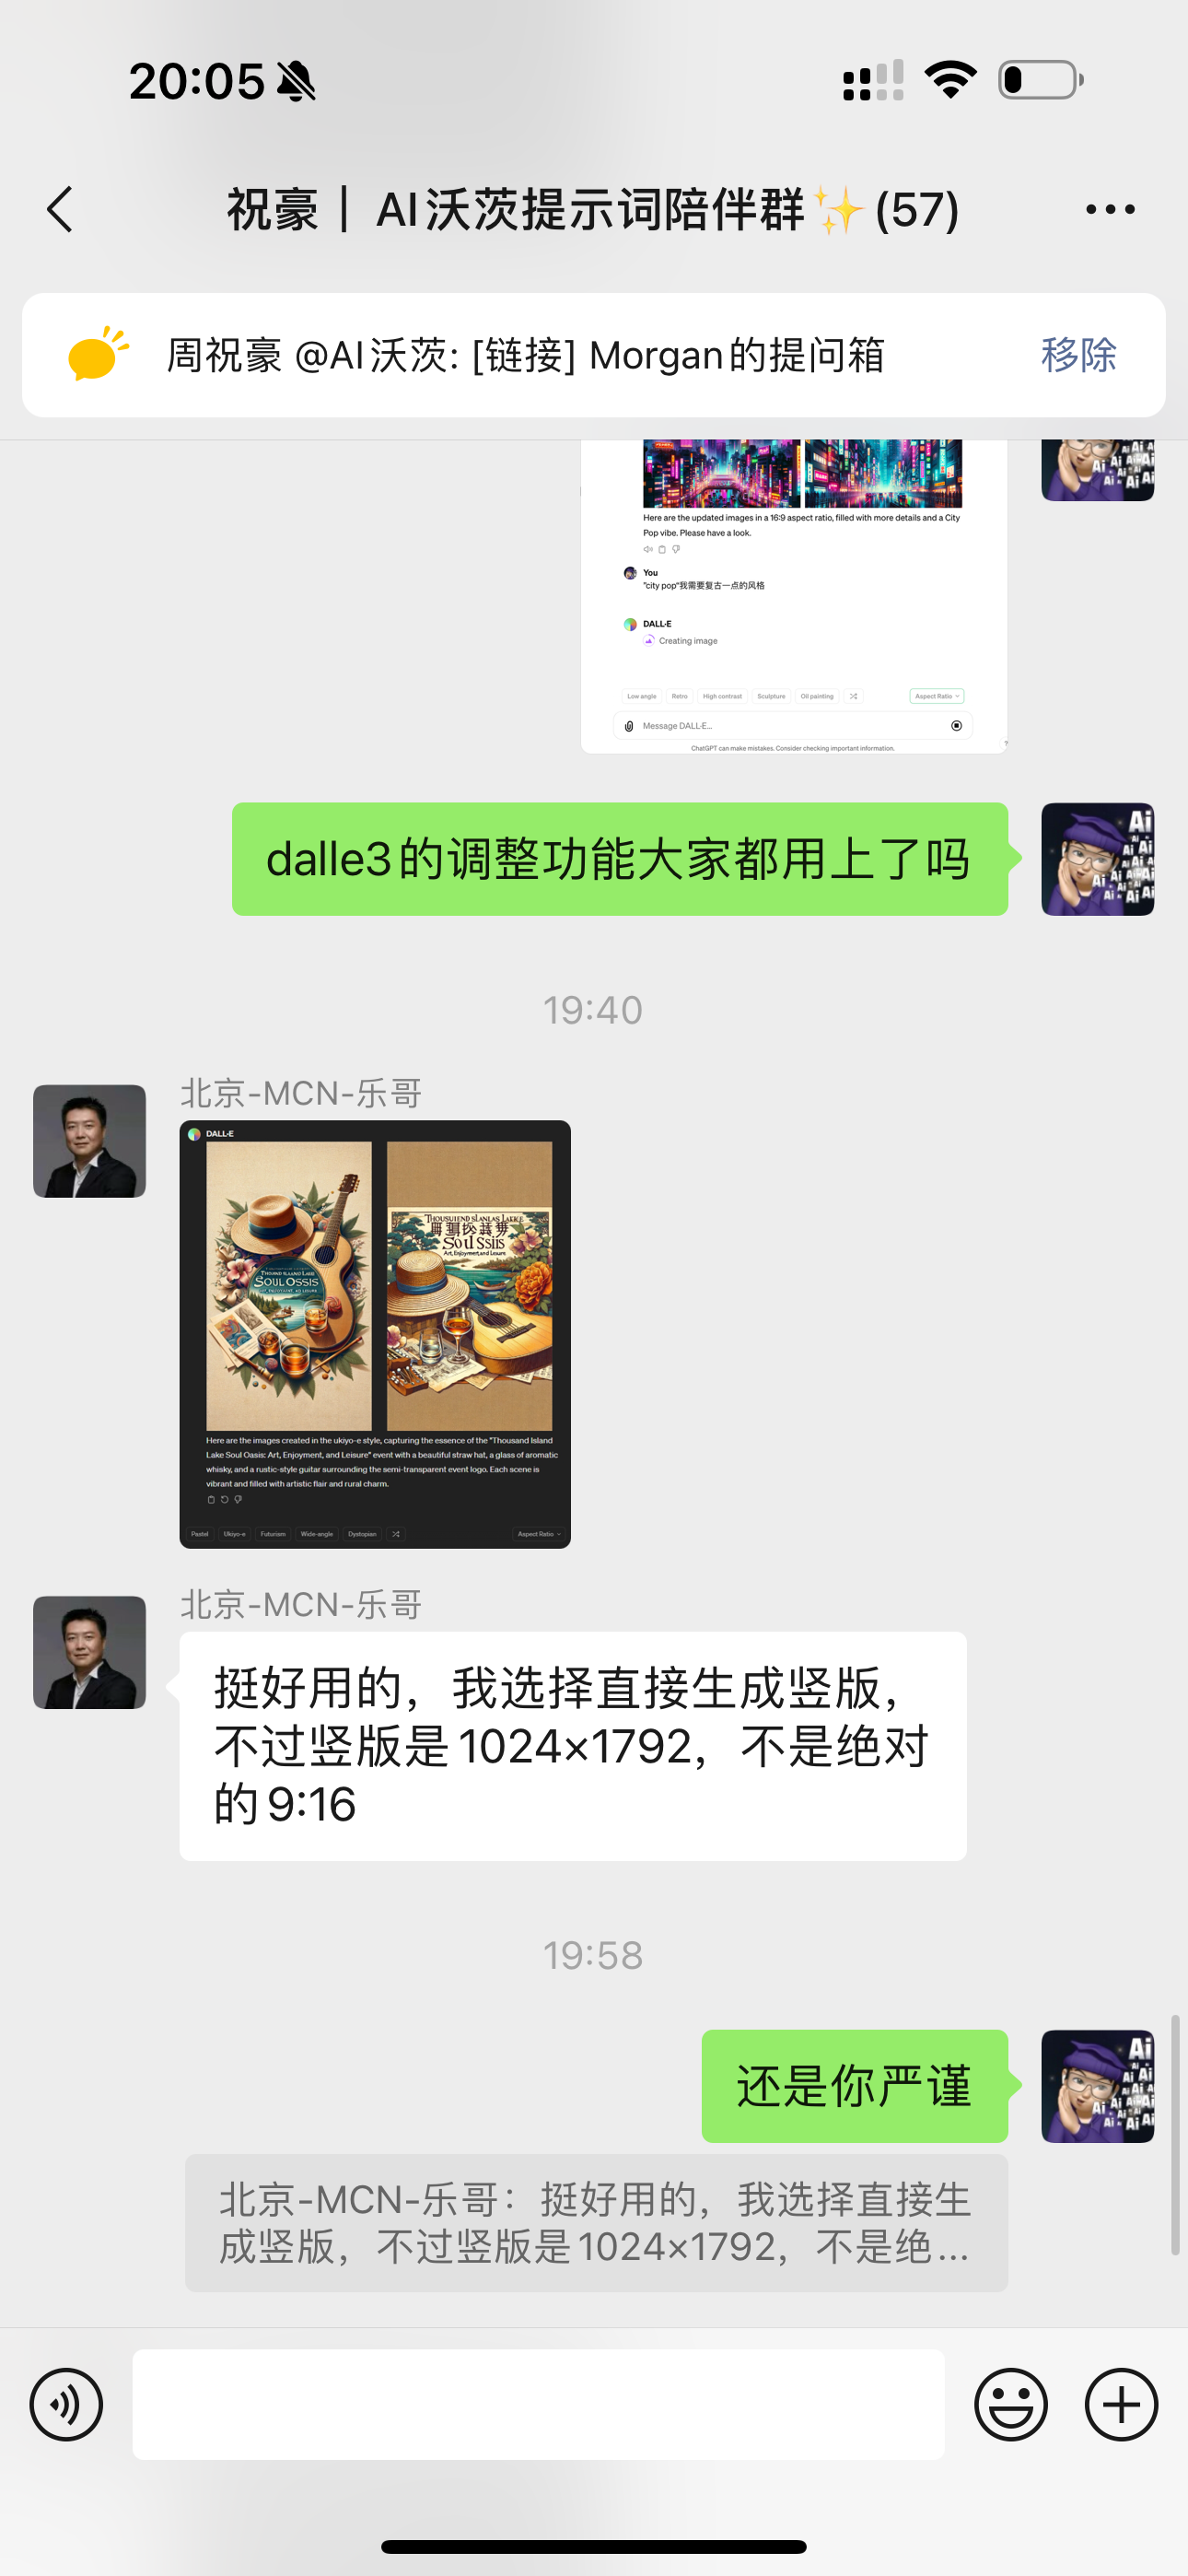 20:05
祝豪｜AI沃茨提示词陪伴群✨(57)
周祝豪 @AI沃茨: [链接] Morgan的提问箱
移除
Here are the updated images in a 16:9 aspect ratio, filled with more details and a City
Pop vibe. Please have a look.
You
"city pop"我需要复古一点的风格
DALL·E
Creating image
Low angle
Retro
High contrast
Sculpture
Oil painting
Aspect Ratio
Message DALL·E...
ChatGPT can make mistakes. Consider checking important information.
dalle3的调整功能大家都用上了吗
19:40
北京-MCN-乐哥
DALL·E
SOUL OSSIS
SouI SSIIS
Art, Enjoyment and Leisure
Here are the images created in the ukiyo-e style, capturing the essence of the "Thousand Island
Lake Soul Oasis: Art, Enjoyment, and Leisure" event with a beautiful straw hat, a glass of aromatic
whisky, and a rustic-style guitar surrounding the semi-transparent event logo. Each scene is
vibrant and filled with artistic flair and rural charm.
Pastel
Ukiyo-e
Futurism
Wide-angle
Dystopian
Aspect Ratio
北京-MCN-乐哥
挺好用的，我选择直接生成竖版，
不过竖版是1024×1792，不是绝对
的9:16
19:58
还是你严谨
北京-MCN-乐哥：挺好用的，我选择直接生
成竖版，不过竖版是1024×1792，不是绝...